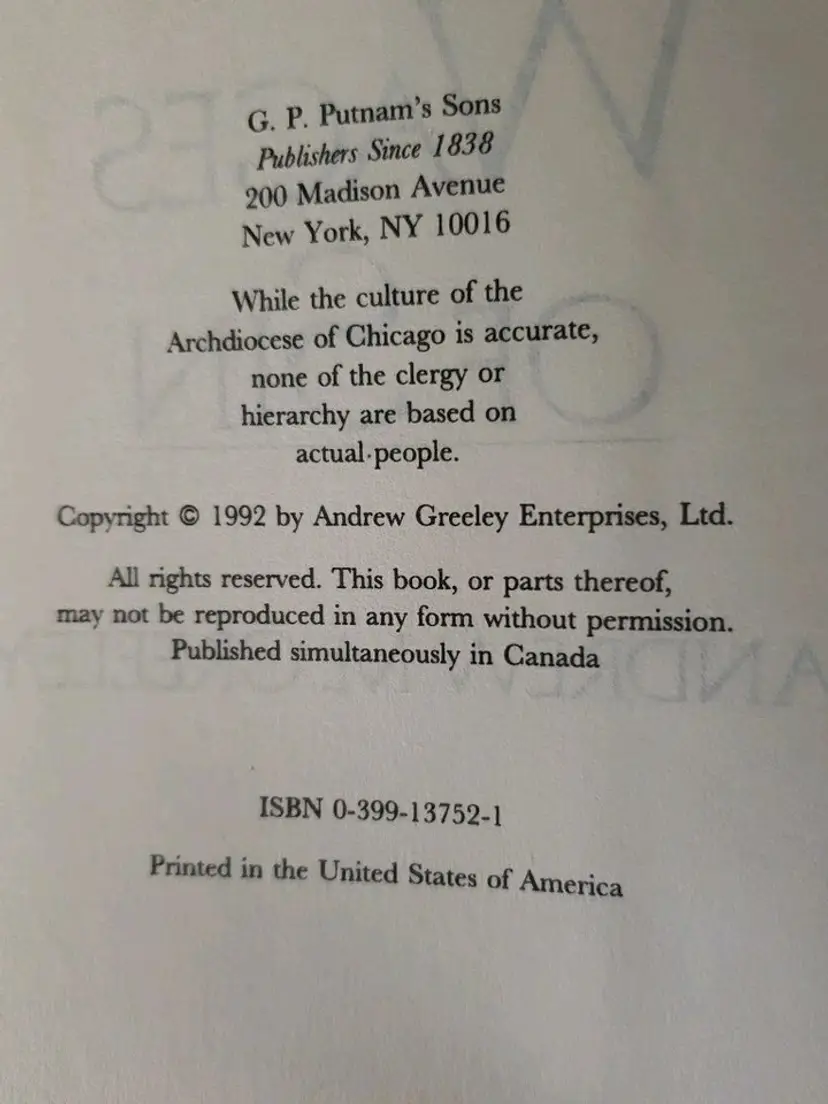 G. P. Putnam's Sons
Publishers Since 1838
200 Madison Avenue
New York, NY 10016
While the culture of the
Archdiocese of Chicago is accurate,
none of the clergy or
hierarchy are based on
actual people.
Copyright © 1992 by Andrew Greeley Enterprises, Ltd.
All rights reserved. This book, or parts thereof,
may not be reproduced in any form without permission.
Published simultaneously in Canada
ISBN 0-399-13752-1
Printed in the United States of America